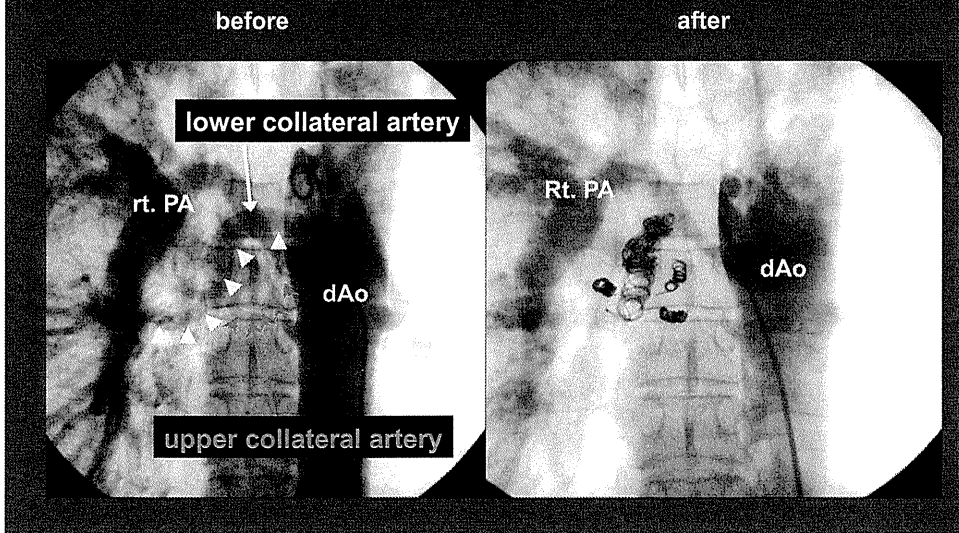 before
after
lower collateral artery
rt. PA
dAo
upper collateral artery
Rt. PA
dAo